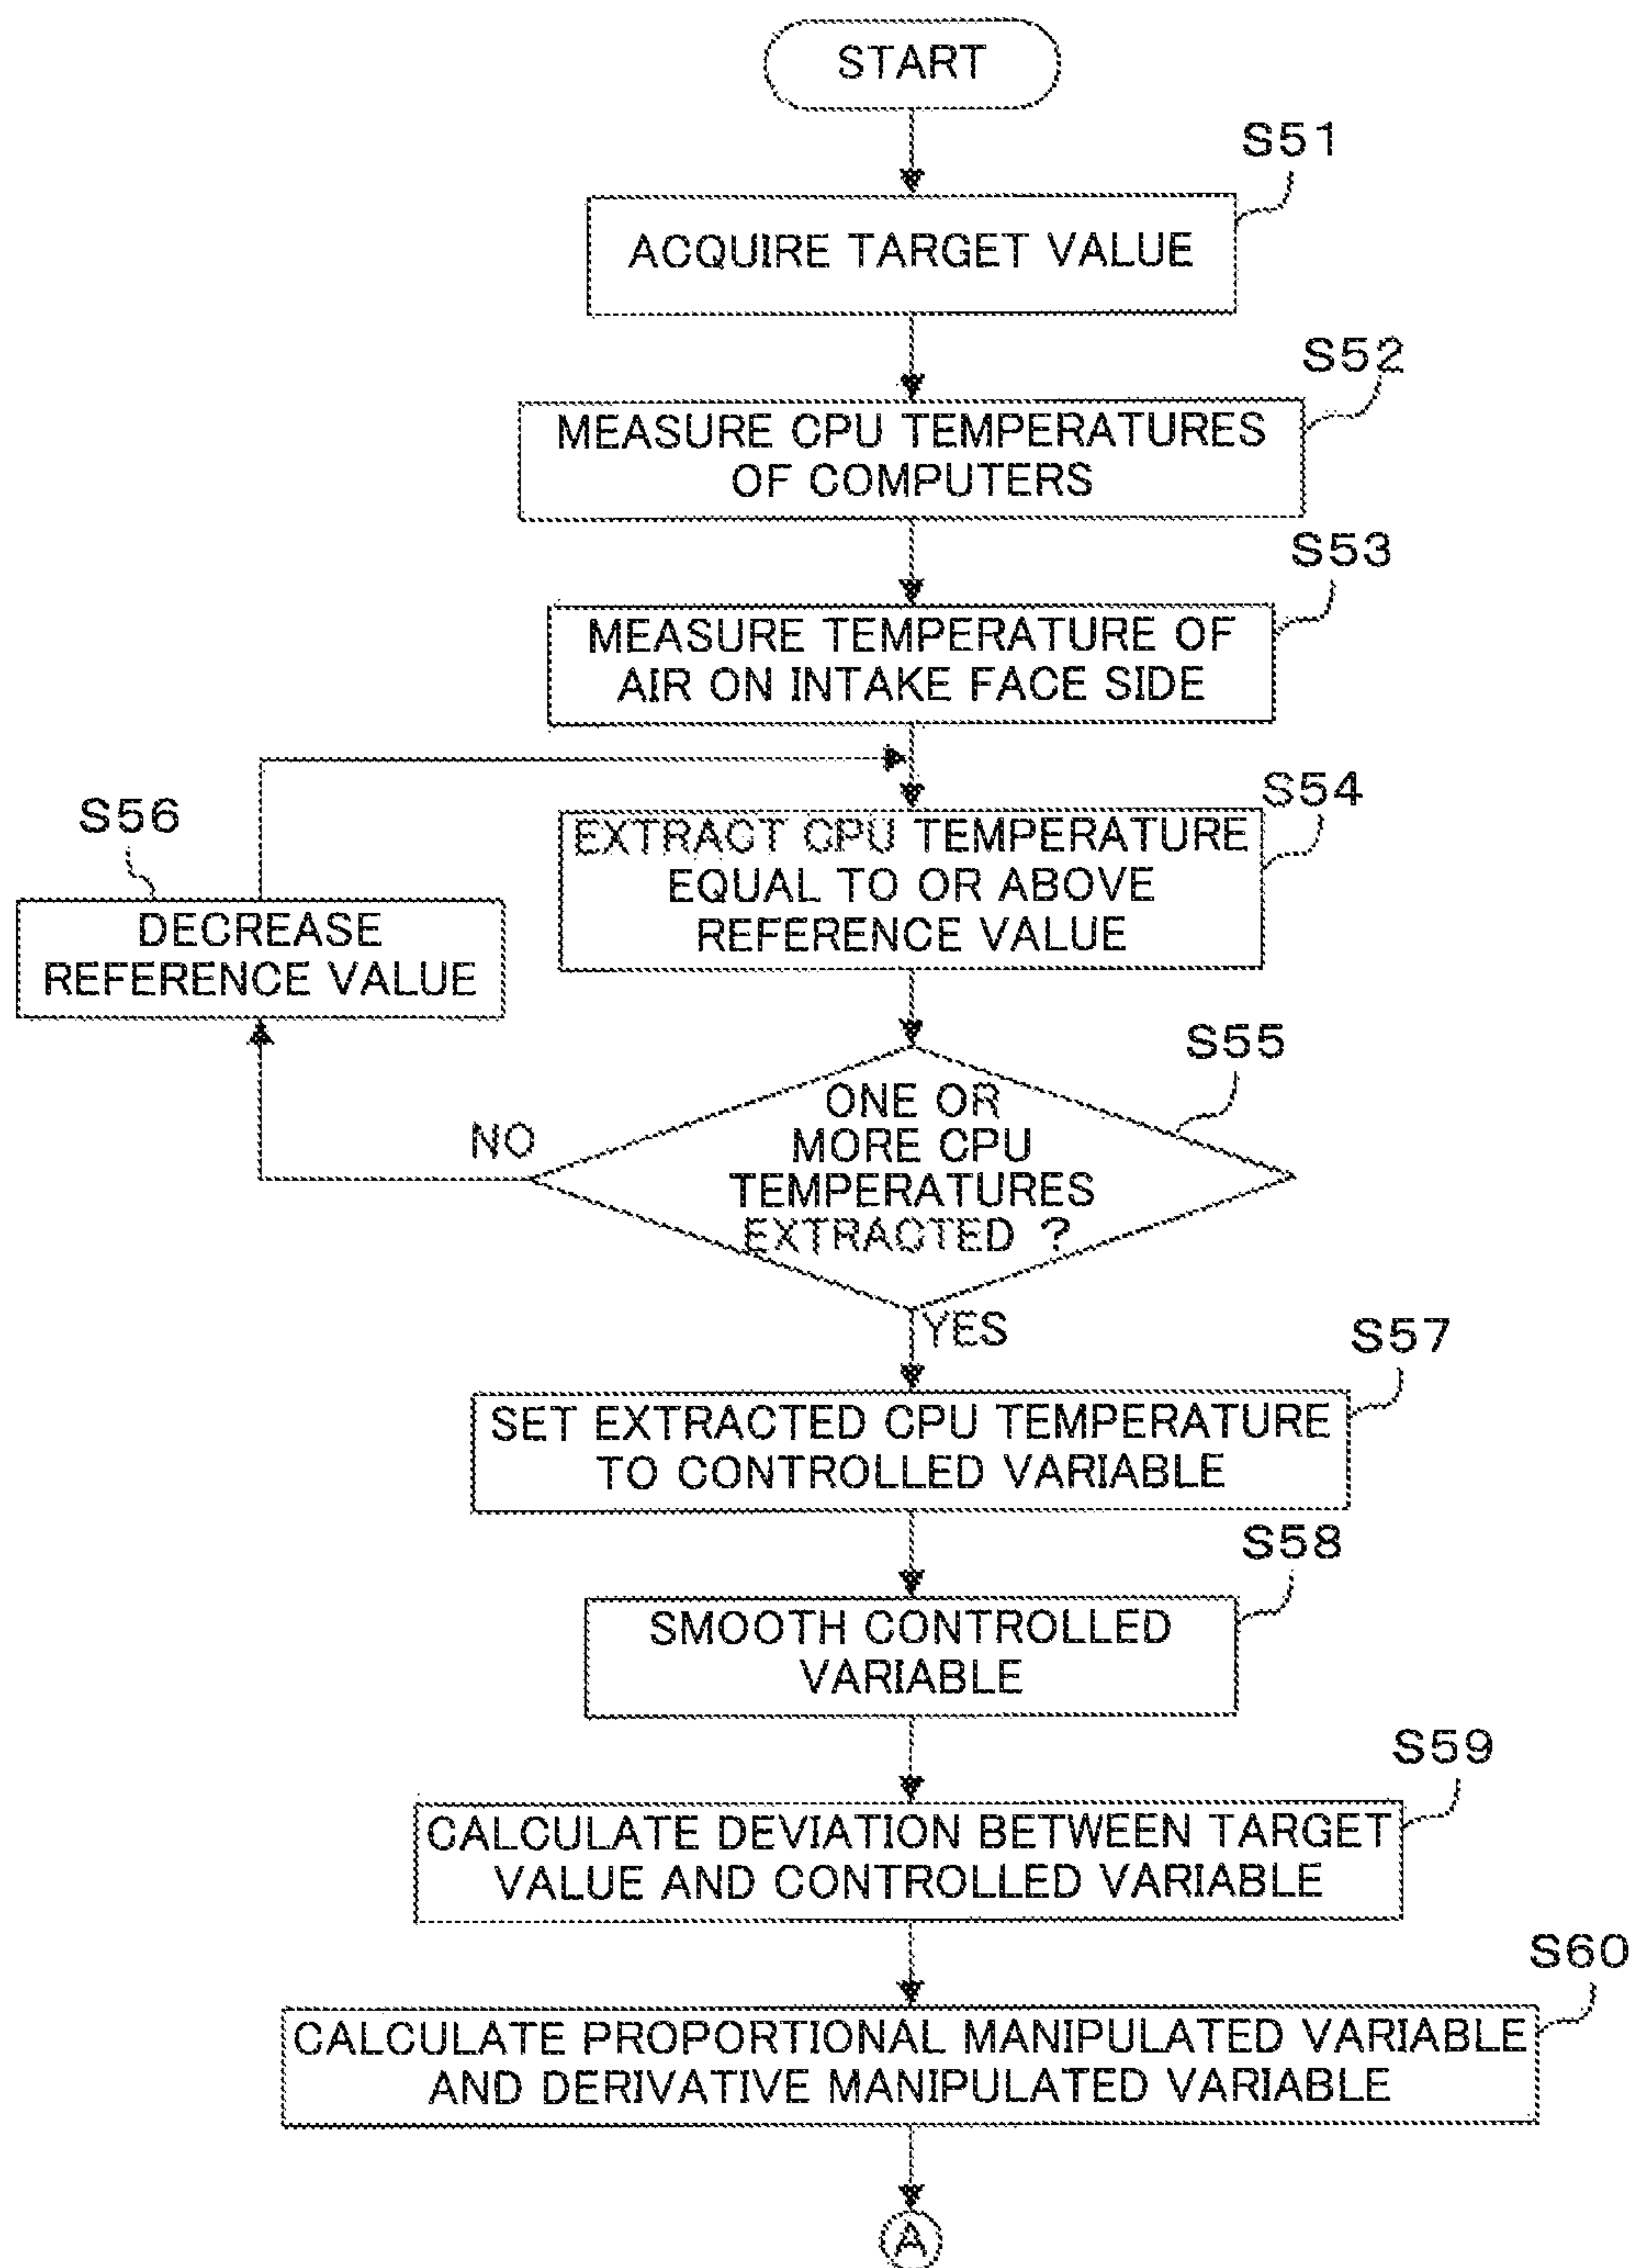 START
S51
ACQUIRE TARGET VALUE
S52
MEASURE CPU TEMPERATURES
OF COMPUTERS
S53
MEASURE TEMPERATURE OF
AIR ON INTAKE FACE SIDE
S54
EXTRACT CPU TEMPERATURE
EQUAL TO OR ABOVE
REFERENCE VALUE
S56
DECREASE
REFERENCE VALUE
S55
ONE OR
MORE CPU
TEMPERATURES
EXTRACTED ?
NO
YES
S57
SET EXTRACTED CPU TEMPERATURE
TO CONTROLLED VARIABLE
S58
SMOOTH CONTROLLED
VARIABLE
S59
CALCULATE DEVIATION BETWEEN TARGET
VALUE AND CONTROLLED VARIABLE
S60
CALCULATE PROPORTIONAL MANIPULATED VARIABLE
AND DERIVATIVE MANIPULATED VARIABLE
A